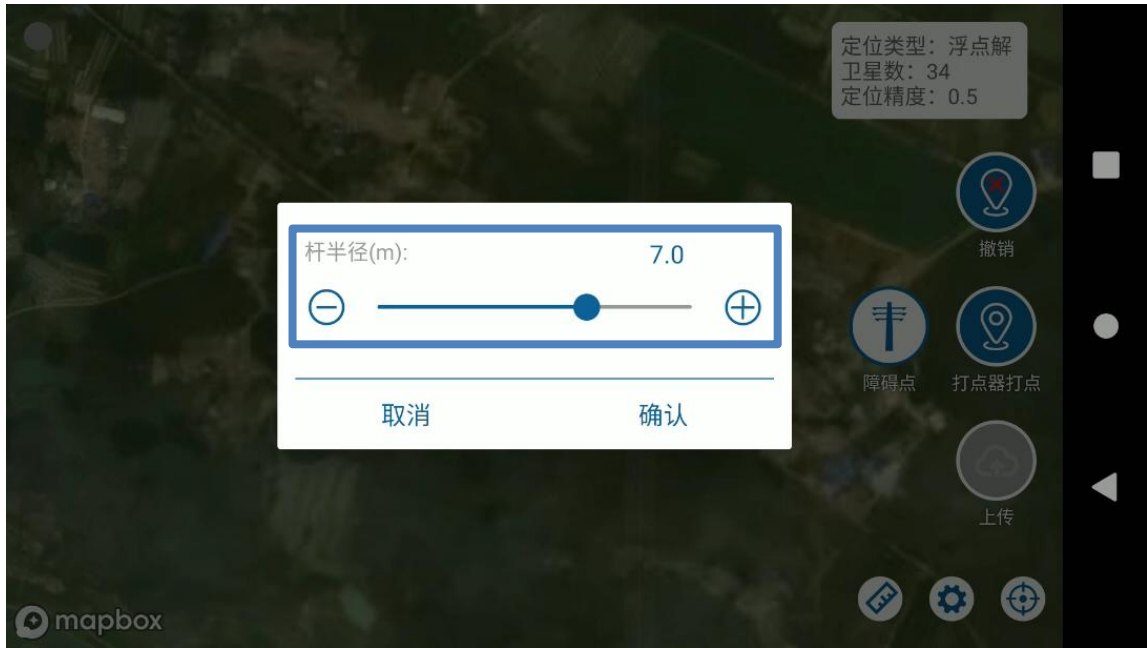 定位类型：浮点解
卫星数：34
定位精度：0.5
杆半径(m):
7.0
撤销
障碍点
打点器打点
取消
确认
上传
mapbox